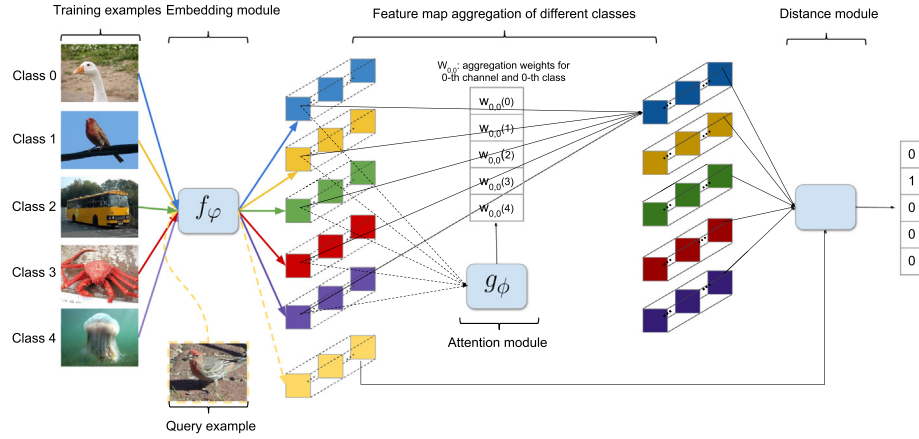 Training examples
Embedding module
Feature map aggregation of different classes
Distance module
Class 0
Class 1
Class 2
Class 3
Class 4
fφ
W0,0: aggregation weights for
0-th channel and 0-th class
w0,0(0)
w0,0(1)
w0,0(2)
w0,0(3)
w0,0(4)
gϕ
Attention module
Query example
0
1
0
0
0